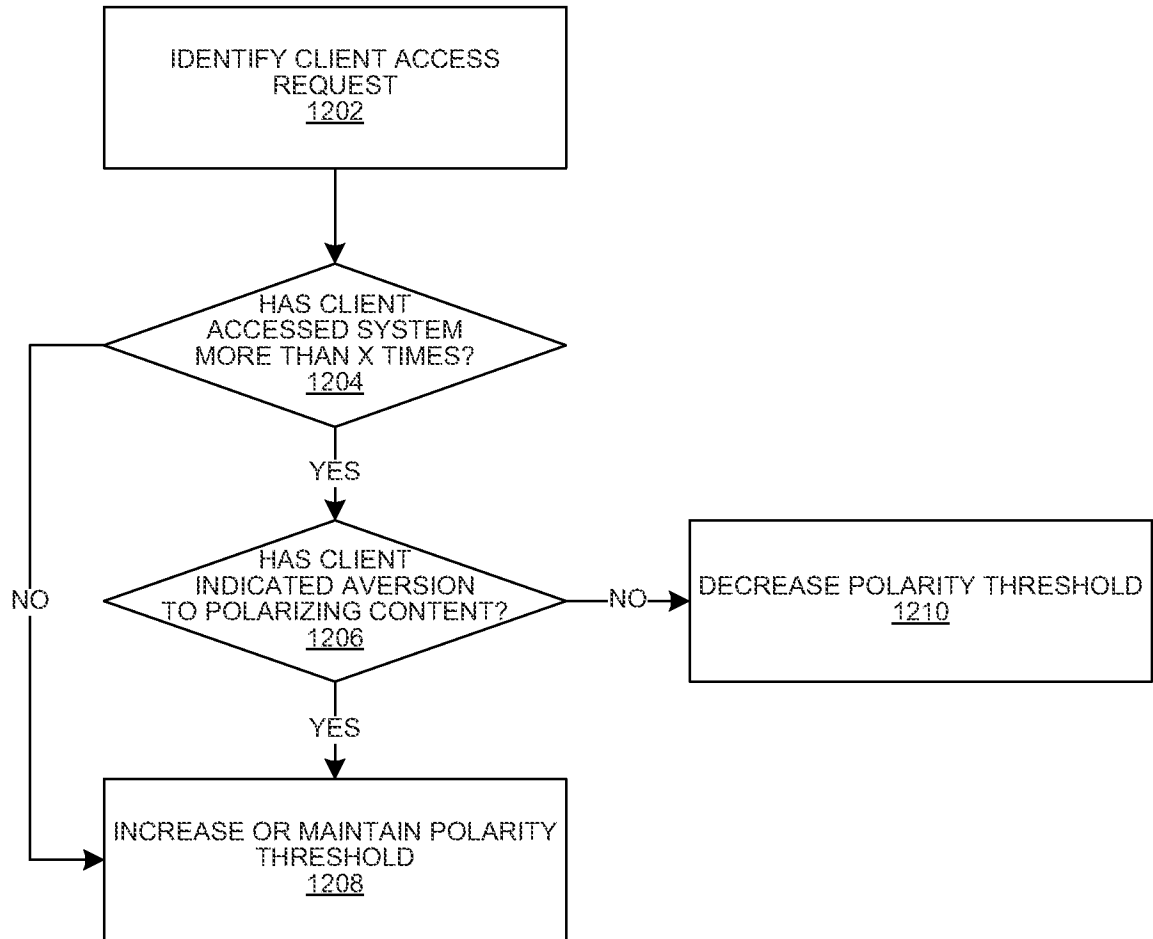 IDENTIFY CLIENT ACCESS
REQUEST
1202
HAS CLIENT
ACCESSED SYSTEM
MORE THAN X TIMES?
1204
YES
HAS CLIENT
INDICATED AVERSION
TO POLARIZING CONTENT?
1206
NO
DECREASE POLARITY THRESHOLD
1210
NO
YES
INCREASE OR MAINTAIN POLARITY
THRESHOLD
1208